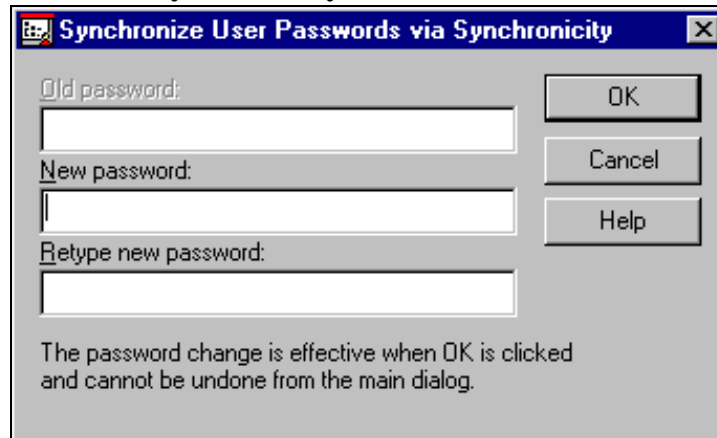 Synchronize User Passwords via Synchronicity
Old password:
OK
New password:
Cancel
Help
Retype new password:
The password change is effective when OK is clicked
and cannot be undone from the main dialog.